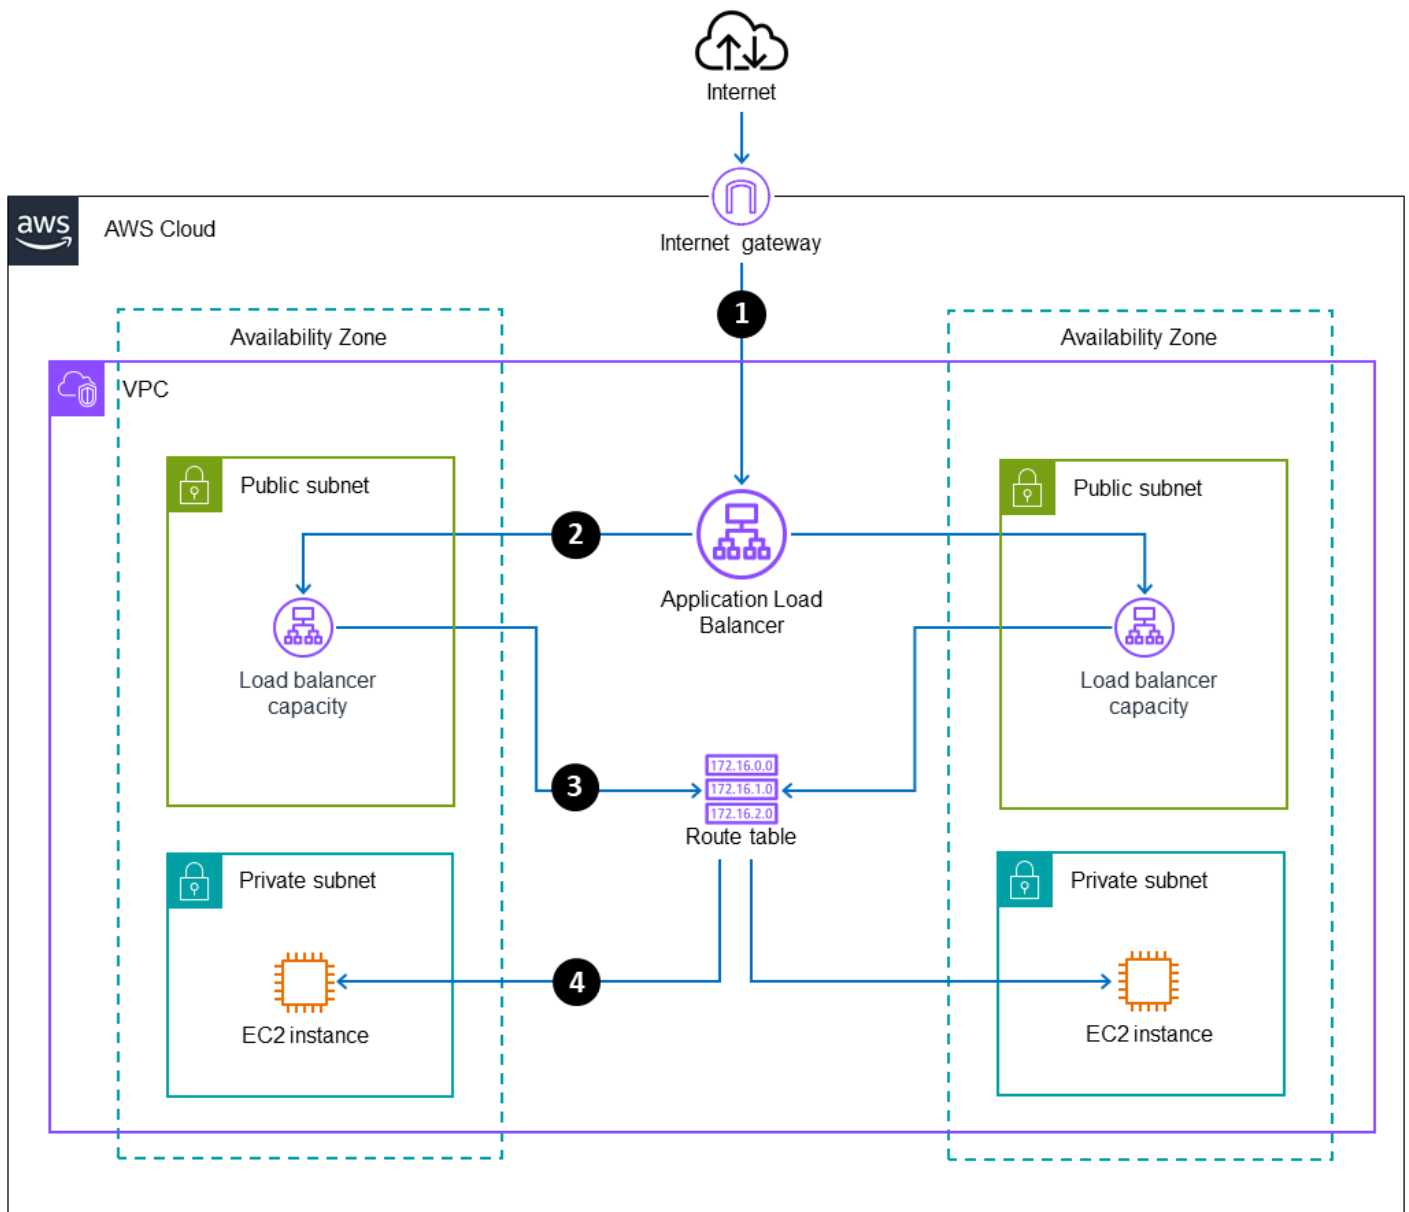 Internet
Internet gateway
aws
AWS Cloud
1
Availability Zone
Availability Zone
VPC
Public subnet
Public subnet
2
Application Load
Balancer
Load balancer
capacity
Load balancer
capacity
172.16.0.0
172.16.1.0
172.16.2.0
3
Route table
Private subnet
Private subnet
4
EC2 instance
EC2 instance